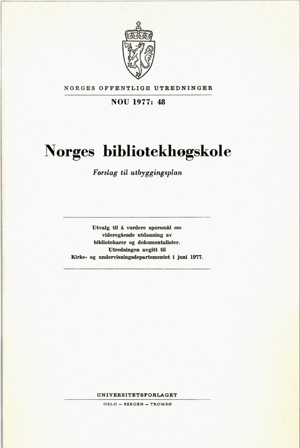 NORGES OFFENTLIGE UTREDNINGER
NOU 1977: 48
Norges bibliotekhøgskole
Forslag til utbyggingsplan
Utvalg til å vurdere spørsmål om
videregående utdanning av
bibliotekarer og dokumentalister.
Utredningen avgitt til
Kirke- og undervisningsdepartementet i juni 1977.
UNIVERSITETSFORLAGET
OSLO — BERGEN — TROMSØ